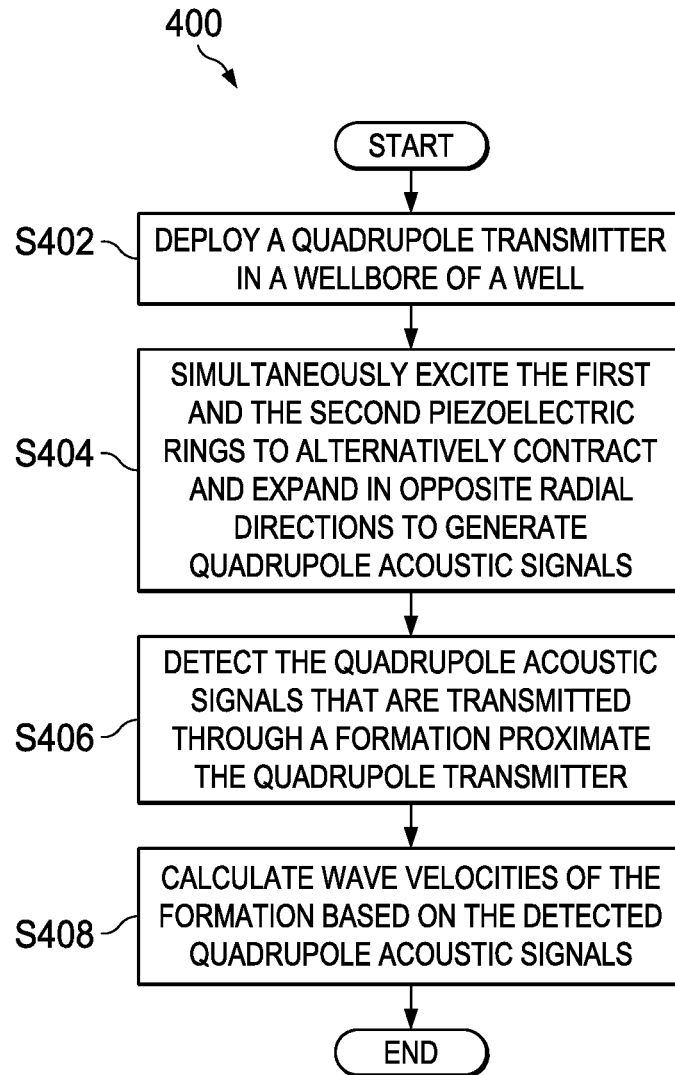 400
START
S402
DEPLOY A QUADRUPOLE TRANSMITTER
IN A WELLBORE OF A WELL
S404
SIMULTANEOUSLY EXCITE THE FIRST
AND THE SECOND PIEZOELECTRIC
RINGS TO ALTERNATIVELY CONTRACT
AND EXPAND IN OPPOSITE RADIAL
DIRECTIONS TO GENERATE
QUADRUPOLE ACOUSTIC SIGNALS
S406
DETECT THE QUADRUPOLE ACOUSTIC
SIGNALS THAT ARE TRANSMITTED
THROUGH A FORMATION PROXIMATE
THE QUADRUPOLE TRANSMITTER
S408
CALCULATE WAVE VELOCITIES OF THE
FORMATION BASED ON THE DETECTED
QUADRUPOLE ACOUSTIC SIGNALS
END